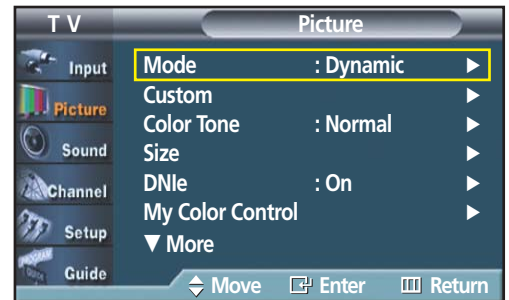 T V
Picture
Input
Picture
Sound
Channel
Setup
Guide
Mode : Dynamic ▶
Custom ▶
Color Tone : Normal ▶
Size ▶
DNIe : On ▶
My Color Control ▶
▼ More
Move Enter Return